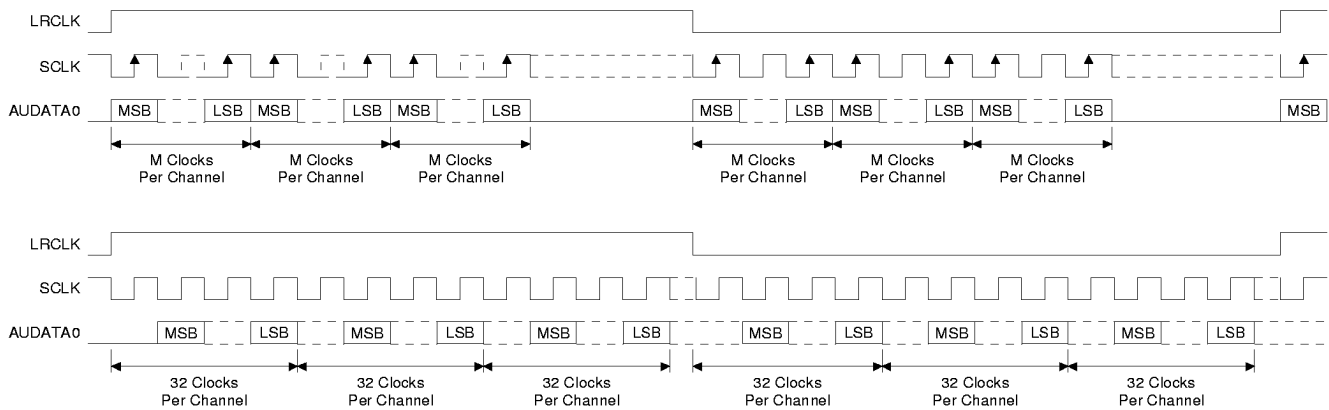 LRCLK
SCLK
AUDATA0 MSB LSB MSB LSB MSB LSB MSB LSB MSB LSB MSB LSB MSB
M Clocks M Clocks M Clocks M Clocks M Clocks M Clocks
Per Channel Per Channel Per Channel Per Channel Per Channel Per Channel
LRCLK
SCLK
AUDATA0 MSB LSB MSB LSB MSB LSB MSB LSB MSB LSB MSB LSB
32 Clocks 32 Clocks 32 Clocks 32 Clocks 32 Clocks 32 Clocks
Per Channel Per Channel Per Channel Per Channel Per Channel Per Channel